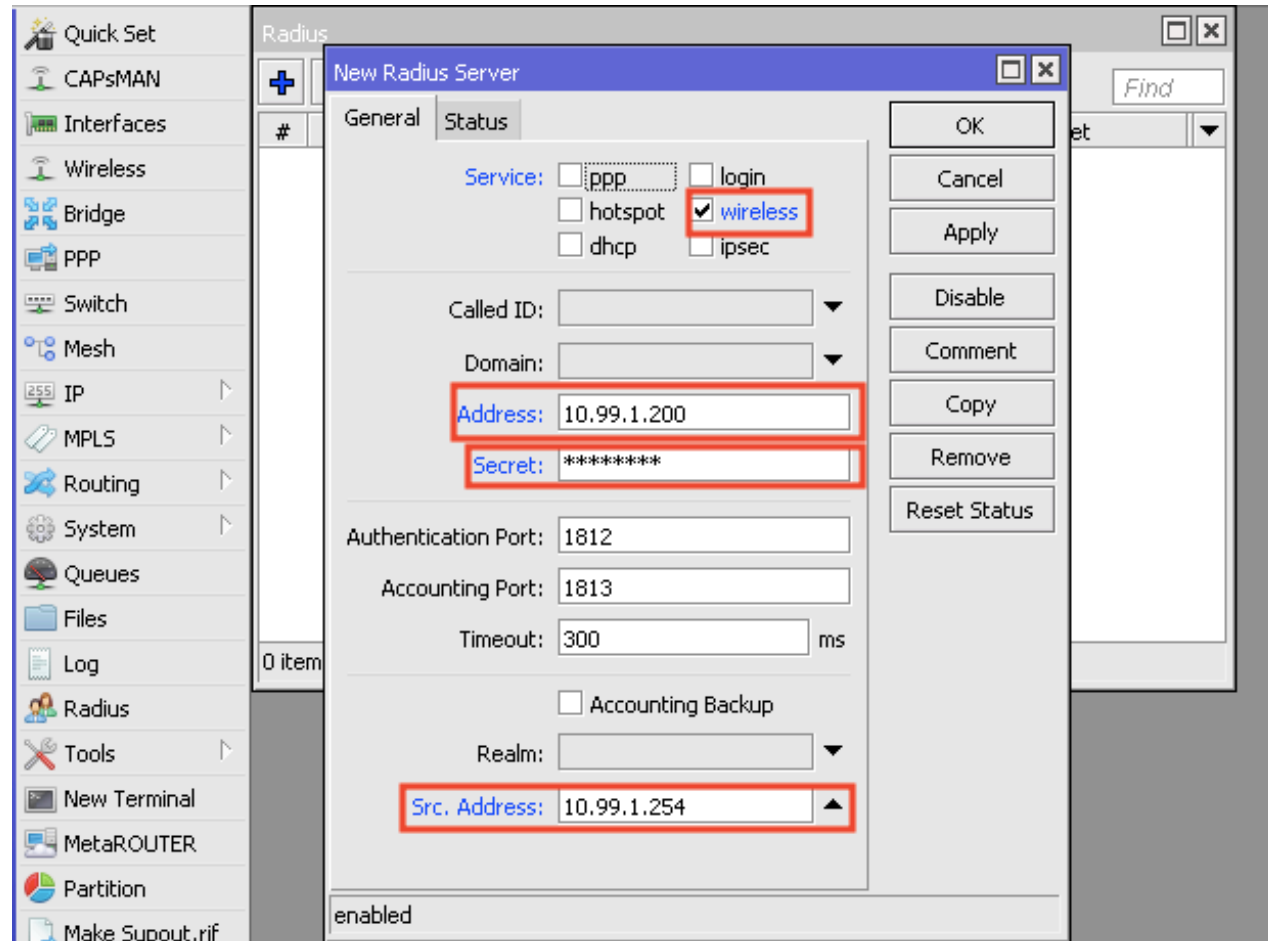 Quick Set
CAPsMAN
Interfaces
Wireless
Bridge
PPP
Switch
Mesh
255 IP
MPLS
Routing
System
Queues
Files
Log
Radius
Tools
New Terminal
MetaROUTER
Partition
Make Supout.rif
Radius
Find
#
et
0 item
New Radius Server
General Status
Service: ppp login
hotspot wireless
dhcp ipsec
Called ID:
Domain:
Address: 10.99.1.200
Secret: ********
Authentication Port: 1812
Accounting Port: 1813
Timeout: 300 ms
Accounting Backup
Realm:
Src. Address: 10.99.1.254
enabled
OK
Cancel
Apply
Disable
Comment
Copy
Remove
Reset Status